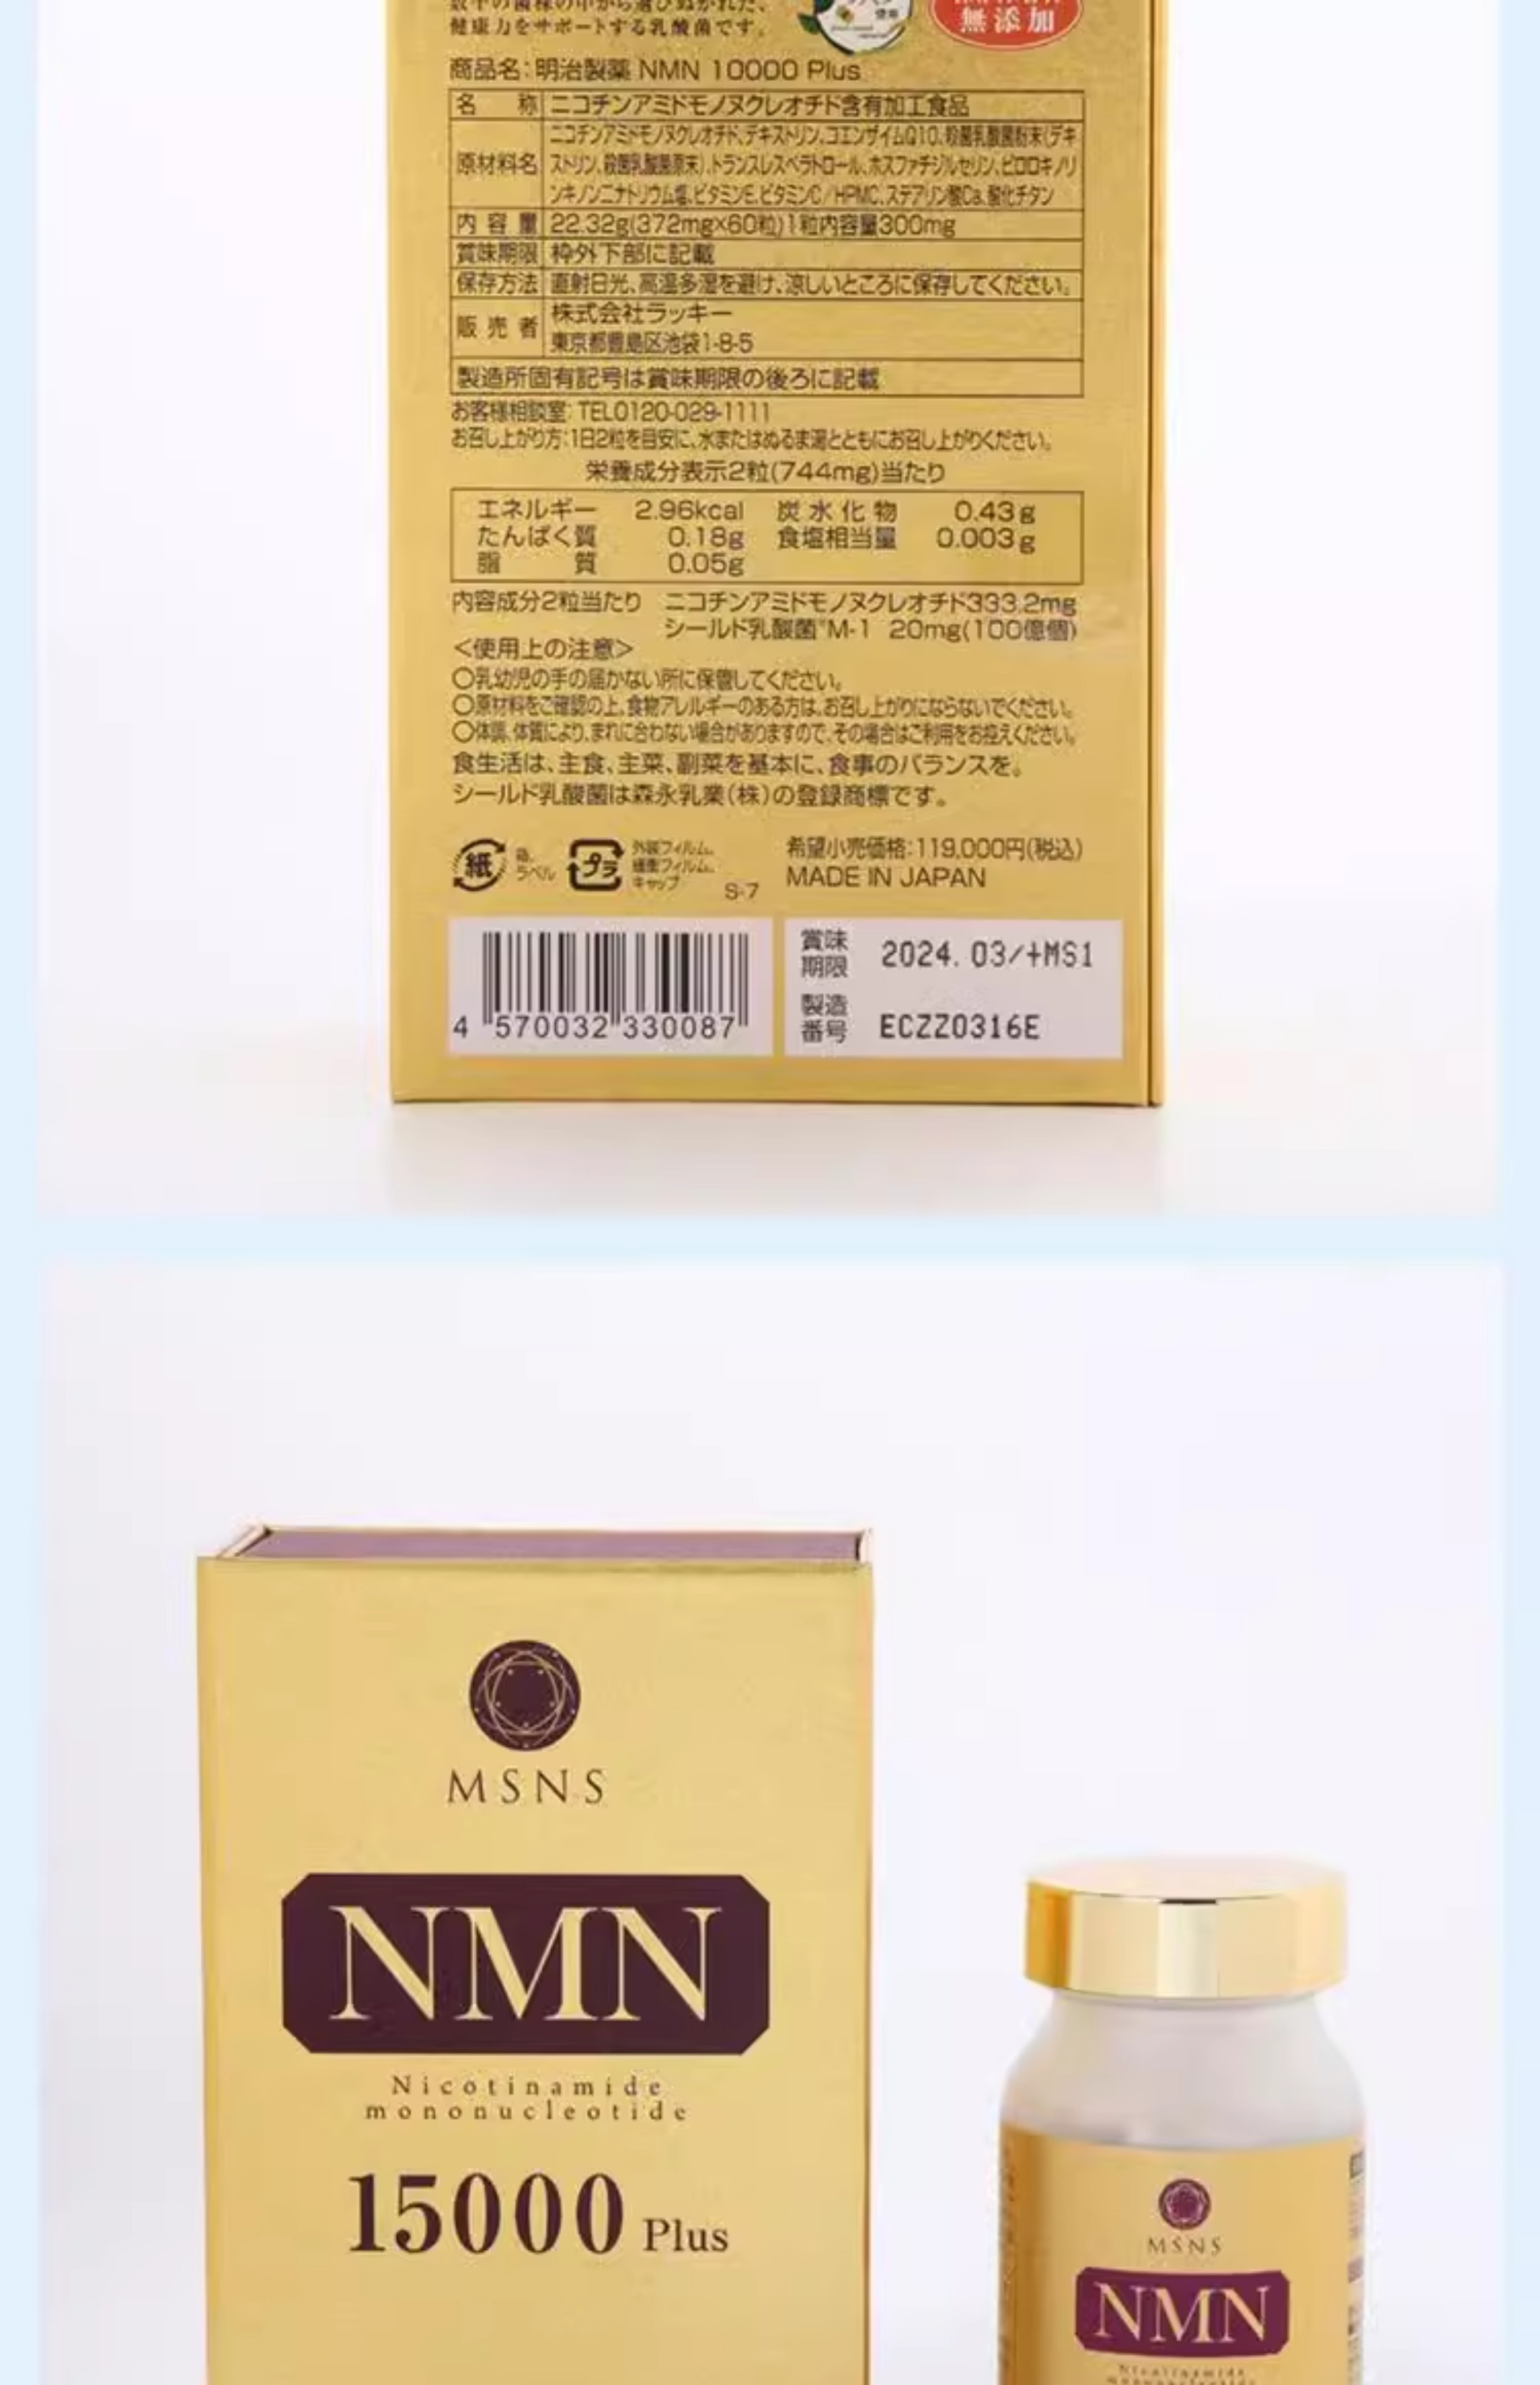 健康力をサポートする乳酸菌です。
使用
無添加
商品名：明治製薬 NMN 10000 Plus
名 称 ニコチンアミドモノヌクレオチド含有加工食品
原材料名 ニコチンアミドモノヌクレオチド、デキストリン、コエンザイムQ10、殺菌乳酸菌粉末（デキ
ストリン、殺菌乳酸菌原末）、トランスレスベラトロール、ホスファチジルセリン、ピロロキノリ
ンキノン二ナトリウム塩、ビタミンE、ビタミンC／HPMC、ステアリン酸Ca、酸化チタン
内容量 22.32g(372mg×60粒)1粒内容量300mg
賞味期限 枠外下部に記載
保存方法 直射日光、高温多湿を避け、涼しいところに保存してください。
販売者 株式会社ラッキー
東京都豊島区池袋1-8-5
製造所固有記号は賞味期限の後ろに記載
お客様相談室：TEL0120-029-1111
お召し上がり方：1日2粒を目安に、水またはぬるま湯とともにお召し上がりください。
栄養成分表示2粒(744mg)当たり
エネルギー 2.96kcal 炭水化物 0.43g
たんぱく質 0.18g 食塩相当量 0.003g
脂 質 0.05g
内容成分2粒当たり ニコチンアミドモノヌクレオチド333.2mg
シールド乳酸菌®M-1 20mg(100億個)
＜使用上の注意＞
○乳幼児の手の届かない所に保管してください。
○原材料をご確認の上、食物アレルギーのある方は、お召し上がりにならないでください。
○体調、体質により、まれに合わない場合がありますので、その場合はご利用をお控えください。
食生活は、主食、主菜、副菜を基本に、食事のバランスを。
シールド乳酸菌は森永乳業（株）の登録商標です。
紙 箱、ラベル プラ 外装フィルム、
緩衝フィルム、
キャップ
S-7
希望小売価格：119,000円(税込)
MADE IN JAPAN
4 570032 330087
賞味期限 2024. 03/+MS1
製造番号 ECZZ0316E
MSNS
NMN
Nicotinamide
mononucleotide
15000 Plus
MSNS
NMN
Nicotinamide